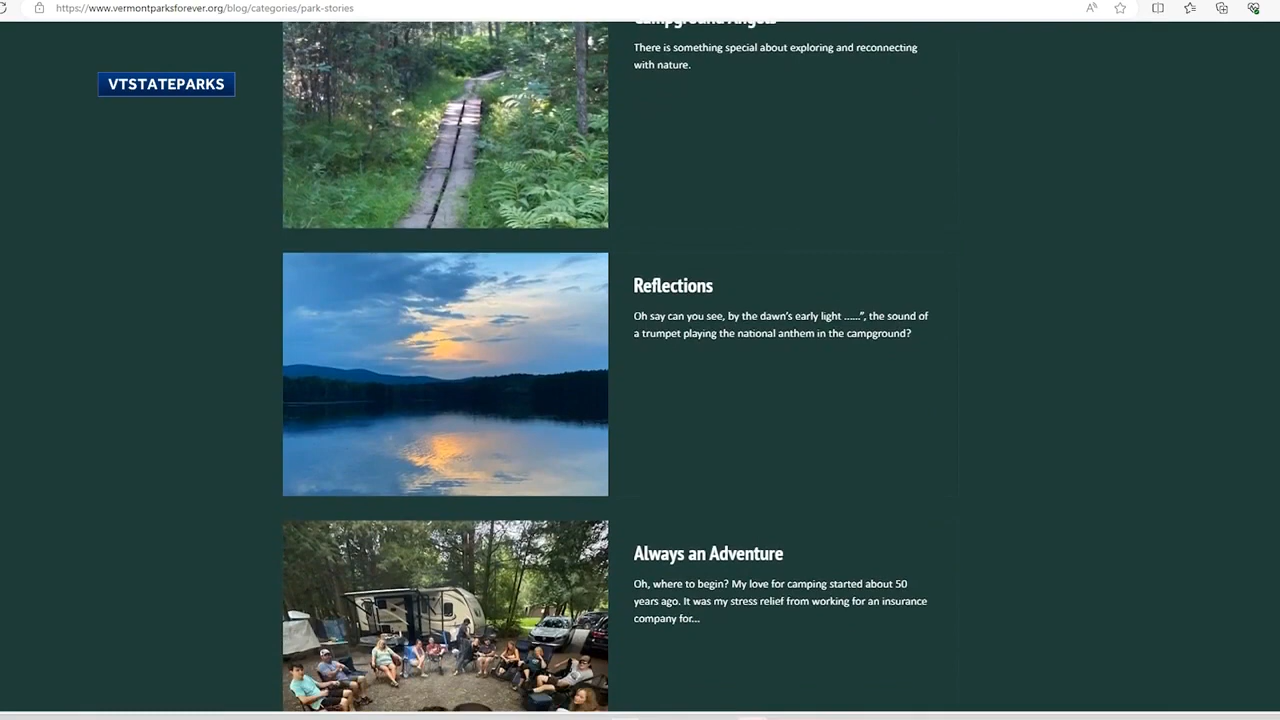 https://www.vermontparksforever.org/blog/categories/park-stories
Campground Angels
There is something special about exploring and reconnecting
with nature.
VTSTATEPARKS
Reflections
Oh say can you see, by the dawn’s early light ......”, the sound of
a trumpet playing the national anthem in the campground?
Always an Adventure
Oh, where to begin? My love for camping started about 50
years ago. It was my stress relief from working for an insurance
company for...